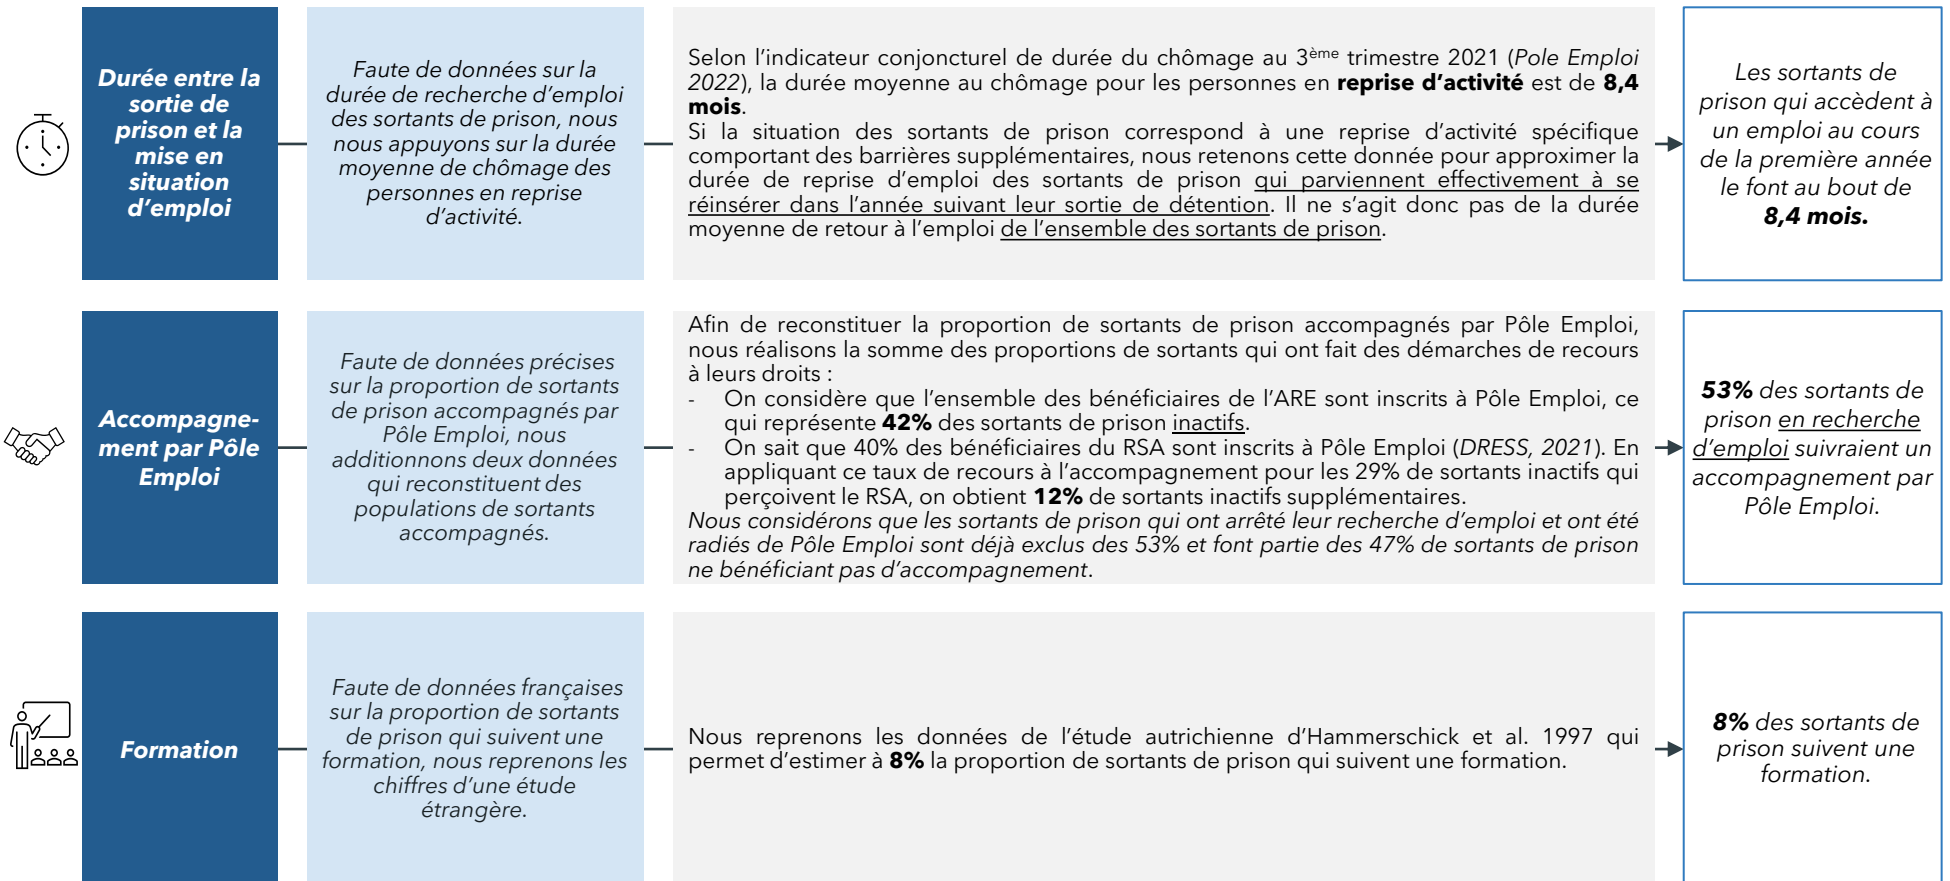 Durée entre la
sortie de
prison et la
mise en
situation
d'emploi
Faute de données sur la
durée de recherche d'emploi
des sortants de prison, nous
nous appuyons sur la durée
moyenne de chômage des
personnes en reprise
d'activité.
Selon l'indicateur conjoncturel de durée du chômage au 3ème trimestre 2021 (Pole Emploi
2022), la durée moyenne au chômage pour les personnes en reprise d'activité est de 8,4
mois.
Si la situation des sortants de prison correspond à une reprise d'activité spécifique
comportant des barrières supplémentaires, nous retenons cette donnée pour approximer la
durée de reprise d'emploi des sortants de prison qui parviennent effectivement à se
réinsérer dans l'année suivant leur sortie de détention. Il ne s'agit donc pas de la durée
moyenne de retour à l'emploi de l'ensemble des sortants de prison.
Les sortants de
prison qui accèdent à
un emploi au cours
de la première année
le font au bout de
8,4 mois.
Accompagne-
ment par Pôle
Emploi
Faute de données précises
sur la proportion de sortants
de prison accompagnés par
Pôle Emploi, nous
additionnons deux données
qui reconstituent des
populations de sortants
accompagnés.
Afin de reconstituer la proportion de sortants de prison accompagnés par Pôle Emploi,
nous réalisons la somme des proportions de sortants qui ont fait des démarches de recours
à leurs droits :
- On considère que l'ensemble des bénéficiaires de l'ARE sont inscrits à Pôle Emploi, ce
qui représente 42% des sortants de prison inactifs.
- On sait que 40% des bénéficiaires du RSA sont inscrits à Pôle Emploi (DRESS, 2021). En
appliquant ce taux de recours à l'accompagnement pour les 29% de sortants inactifs qui
perçoivent le RSA, on obtient 12% de sortants inactifs supplémentaires.
Nous considérons que les sortants de prison qui ont arrêté leur recherche d'emploi et ont été
radiés de Pôle Emploi sont déjà exclus des 53% et font partie des 47% de sortants de prison
ne bénéficiant pas d'accompagnement.
53% des sortants de
prison en recherche
d'emploi suivraient un
accompagnement par
Pôle Emploi.
Formation
Faute de données françaises
sur la proportion de sortants
de prison qui suivent une
formation, nous reprenons les
chiffres d'une étude
étrangère.
Nous reprenons les données de l'étude autrichienne d'Hammerschick et al. 1997 qui
permet d'estimer à 8% la proportion de sortants de prison qui suivent une formation.
8% des sortants de
prison suivent une
formation.